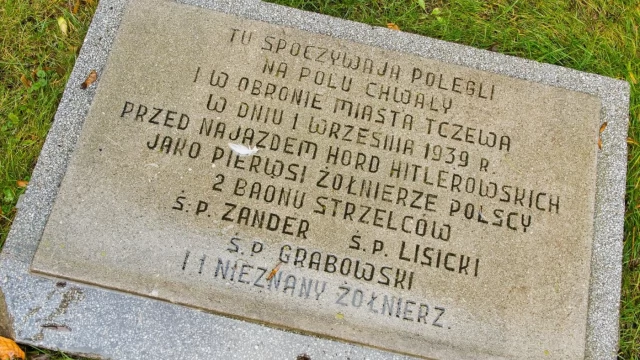 TU SPOCZYWAJĄ POLEGLI
NA POLU CHWAŁY
I W OBRONIE MIASTA TCZEWA
W DNIU 1 WRZEŚNIA 1939 R.
PRZED NAJAZDEM HORD HITLEROWSKICH
JAKO PIERWSI ŻOŁNIERZE POLSCY
2 BAONU STRZELCÓW
Ś.P. ZANDER Ś.P. LISICKI
Ś.P GRABOWSKI
I 1 NIEZNANY ŻOŁNIERZ.